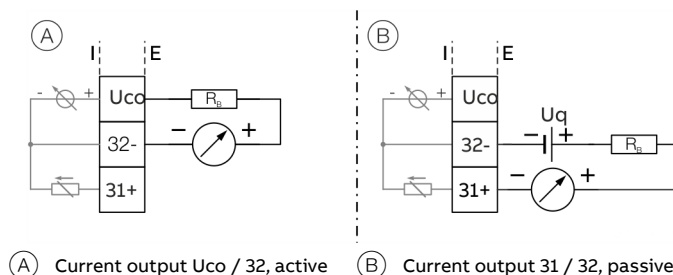 A
I E
- +
Uco
R_B
32-
- +
31+
B
I E
- +
Uco
Uq
- +
32-
R_B
31+
- +
A Current output Uco / 32, active
B Current output 31 / 32, passive